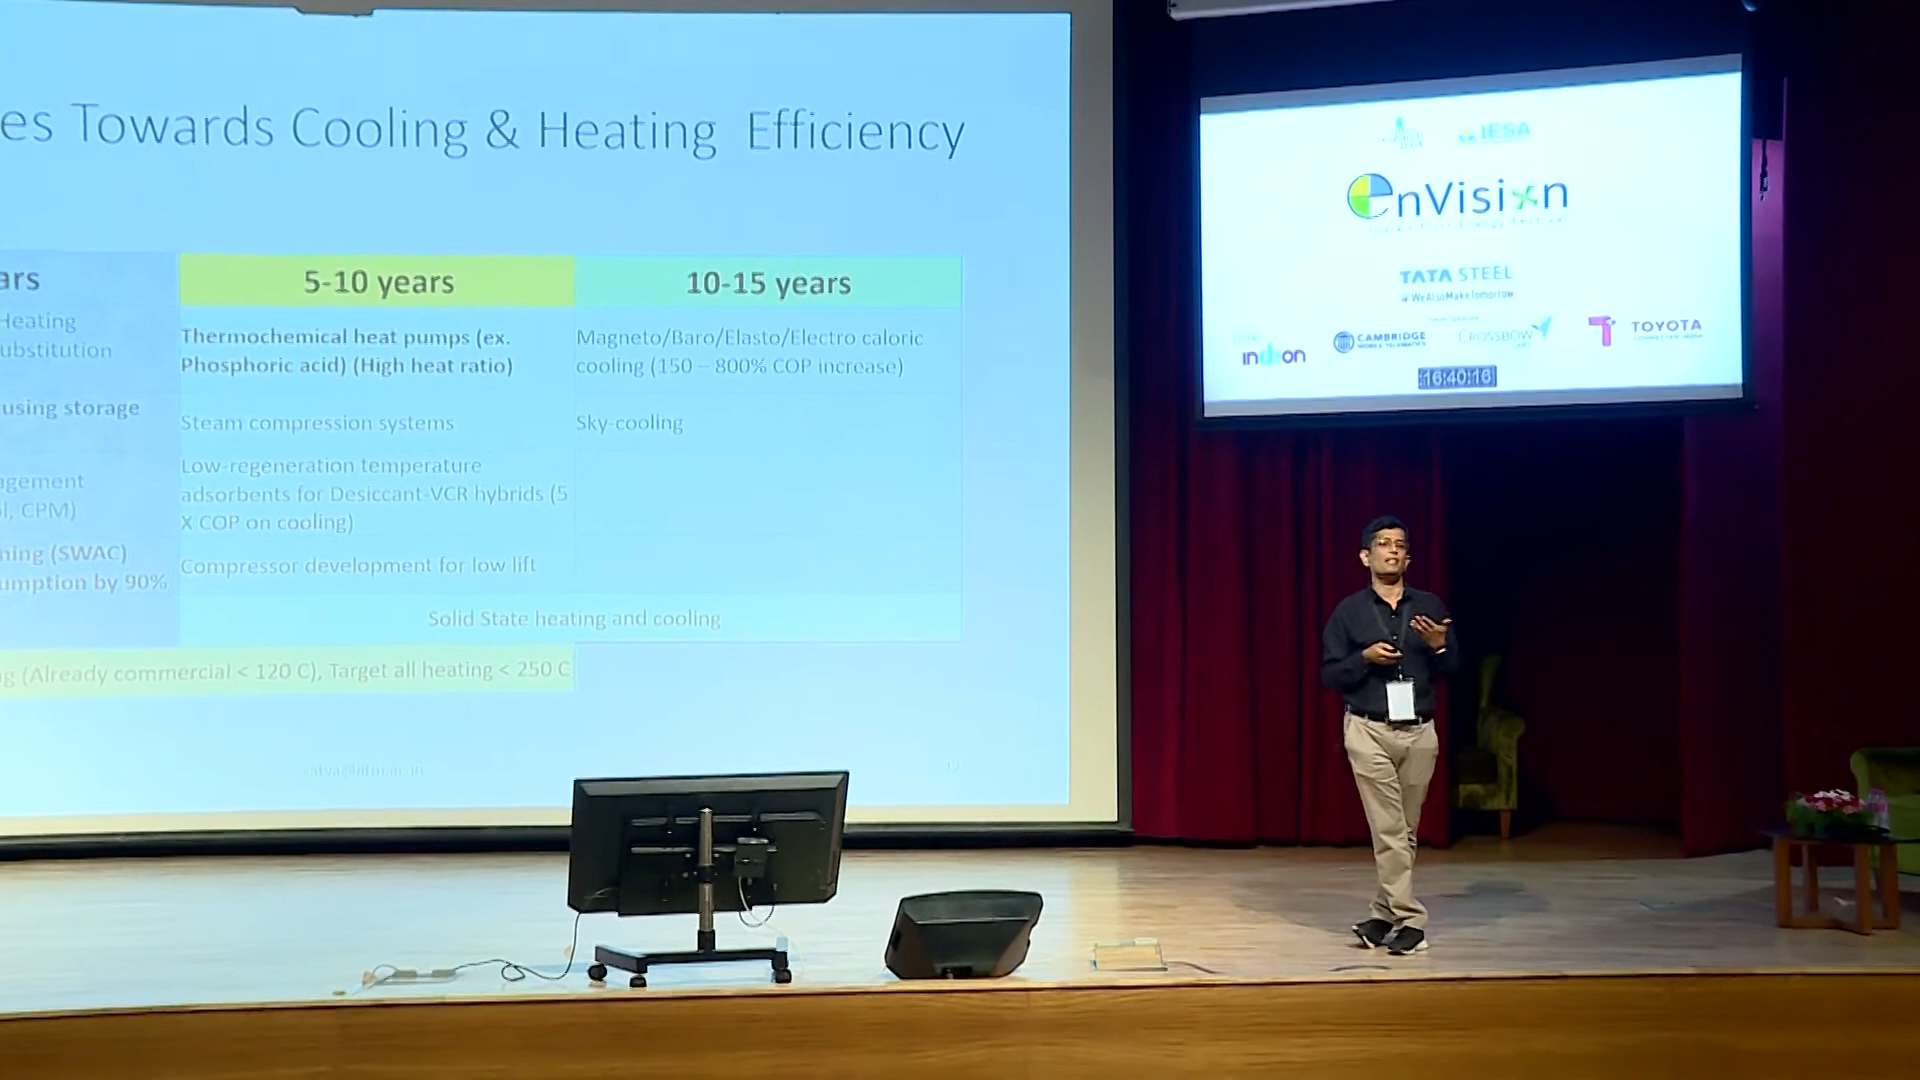 es Towards Cooling & Heating Efficiency
ars
5-10 years
10-15 years
Heating
ubstitution
using storage
agement
l, CPM)
ning (SWAC)
umption by 90%
Thermochemical heat pumps (ex.
Phosphoric acid) (High heat ratio)
Steam compression systems
Low-regeneration temperature
adsorbents for Desiccant-VCR hybrids (5
X COP on cooling)
Compressor development for low lift
Magneto/Baro/Elasto/Electro caloric
cooling (150 – 800% COP increase)
Sky-cooling
Solid State heating and cooling
g (Already commercial < 120 C), Target all heating < 250 C
12
IESA
enVision
TATA STEEL
#WeAlsoMakeTomorrow
CAMBRIDGE
MOBILE TELEMATICS
CROSSBOW
TOYOTA
16:40:16